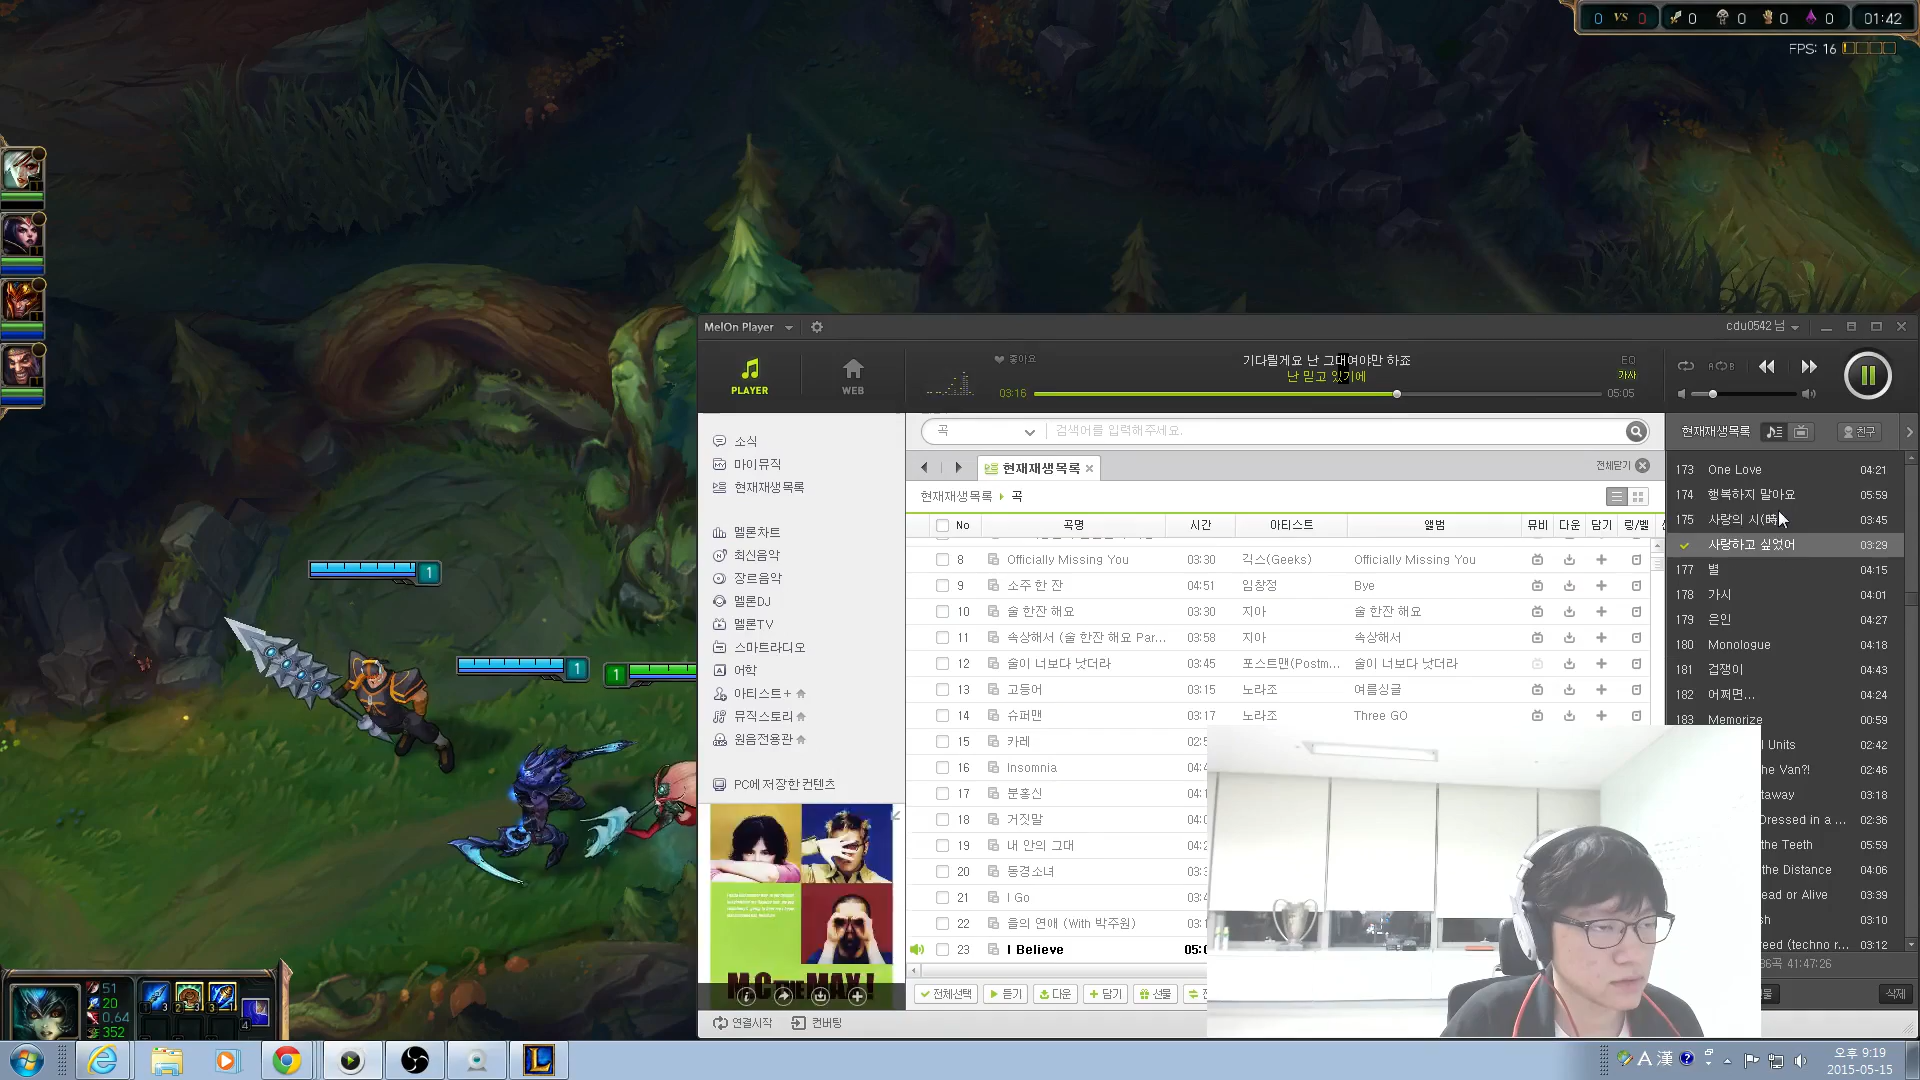 0 VS 0 0 0 0 0 01:42
FPS: 16
MelOn Player
cdu0542 님
PLAYER
WEB
좋아요
기다릴게요 난 그대여야만 하죠
난 믿고 있기에
03:16
05:05
EQ
가사
소식
마이뮤직
현재재생목록
멜론차트
최신음악
장르음악
멜론DJ
멜론TV
스마트라디오
어학
아티스트+
뮤직스토리
원음전용관
PC에 저장한 컨텐츠
곡
검색어를 입력해주세요.
현재재생목록
전체닫기
현재재생목록 곡
No 곡명 시간 아티스트 앨범 뮤비 다운 담기 링/벨
8 Officially Missing You 03:30 긱스(Geeks) Officially Missing You
9 소주 한 잔 04:51 임창정 Bye
10 술 한잔 해요 03:30 지아 술 한잔 해요
11 속상해서 (술 한잔 해요 Par... 03:58 지아 속상해서
12 술이 너보다 낫더라 03:45 포스트맨(Postm... 술이 너보다 낫더라
13 고등어 03:15 노라조 여름싱글
14 슈퍼맨 03:17 노라조 Three GO
15 카레
16 Insomnia
17 분홍신
18 거짓말
19 내 안의 그대
20 동경소녀
21 I Go
22 을의 연애 (With 박주원)
23 I Believe
전체선택 듣기 다운 담기 선물
연결시작 컨버팅
현재재생목록
친구
173 One Love 04:21
174 행복하지 말아요 05:59
175 사랑의 시(時 03:45
사랑하고 싶었어 03:29
177 별 04:15
178 가시 04:01
179 은인 04:27
180 Monologue 04:18
181 겁쟁이 04:43
182 어쩌면... 04:24
183 Memorize 00:59
Units 02:42
he Van?! 02:46
taway 03:18
Dressed in a ... 02:36
the Teeth 05:59
the Distance 04:06
ead or Alive 03:39
sh 03:10
reed (techno r... 03:12
36곡 41:47:26
삭제
MC THE MAX!
1
1
1
51
20
0.64
352
3
2 3
3
4
A 漢
오후 9:19
2015-05-15